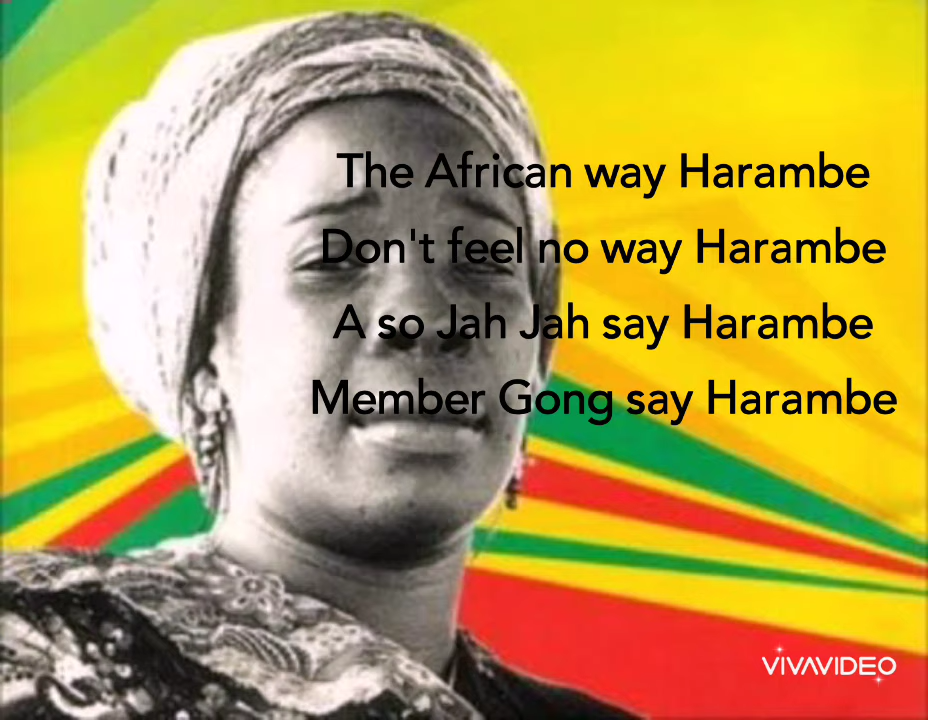 The African way Harambe
Don't feel no way Harambe
A so Jah Jah say Harambe
Member Gong say Harambe
VIVAVIDEO